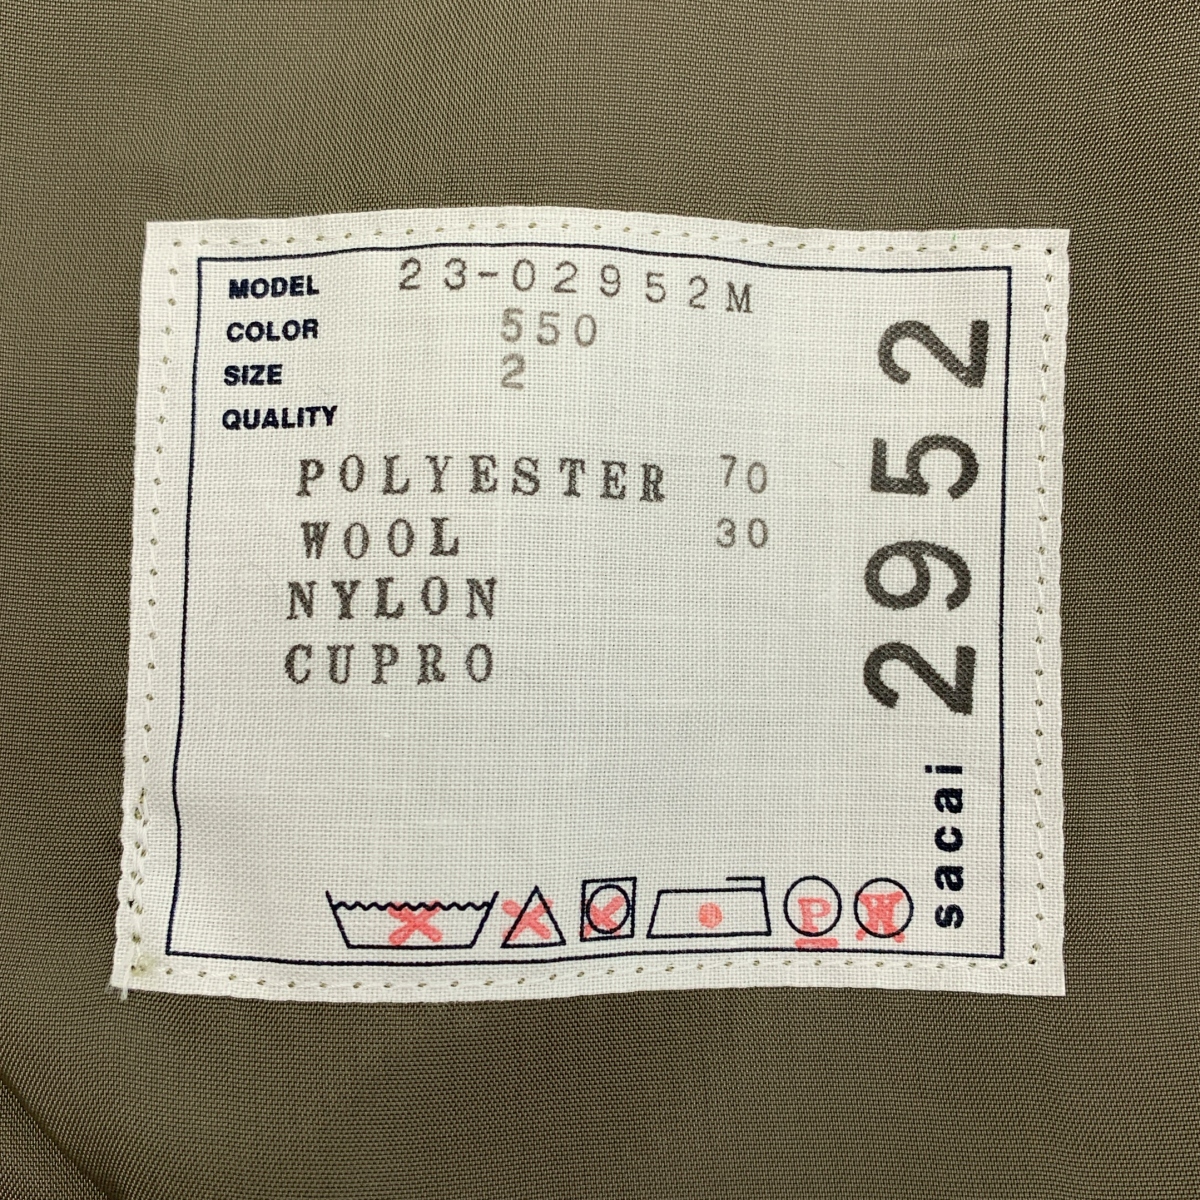 MODEL 23-02952M
COLOR 550
SIZE 2
QUALITY
POLYESTER 70
WOOL 30
NYLON
CUPRO
sacai 2952
P W